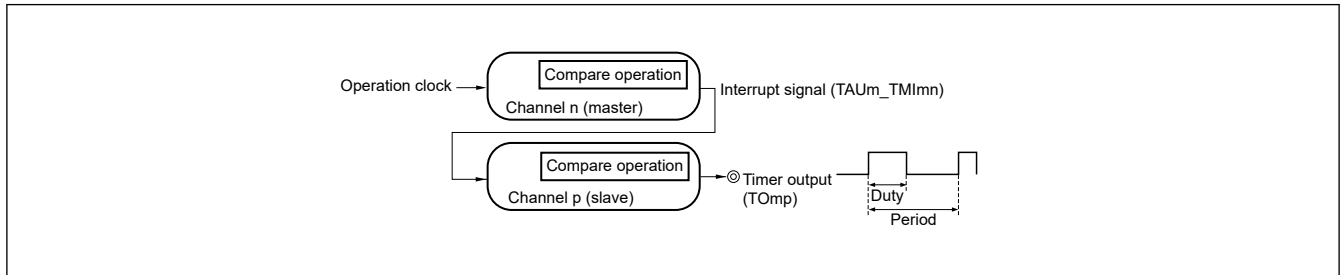 Compare operation
Operation clock
Interrupt signal (TAUm_TMImn)
Channel n (master)
Compare operation
Timer output
(TOmp)
Channel p (slave)
Duty
Period